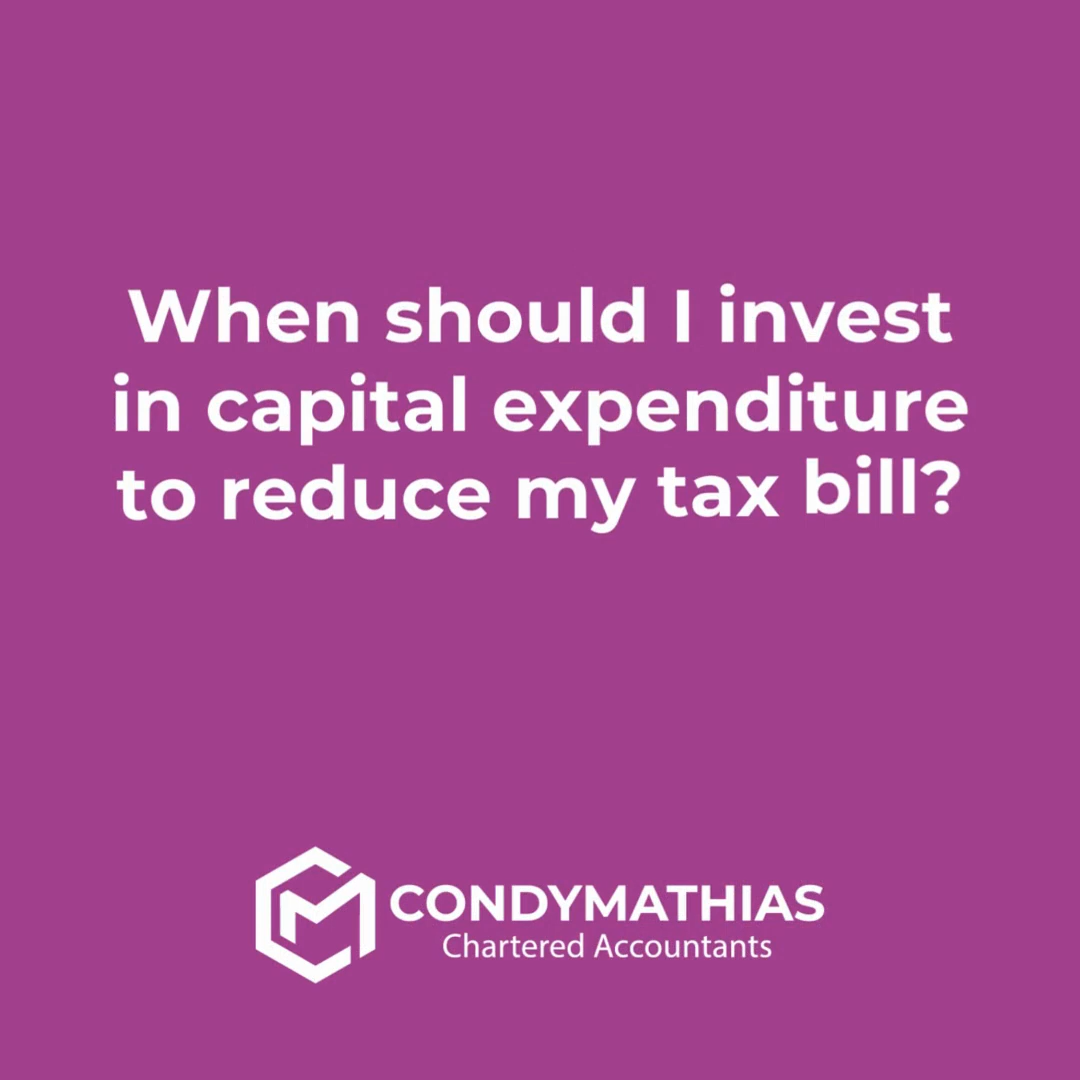 When should I invest
in capital expenditure
to reduce my tax bill?
CONDYMATHIAS
Chartered Accountants